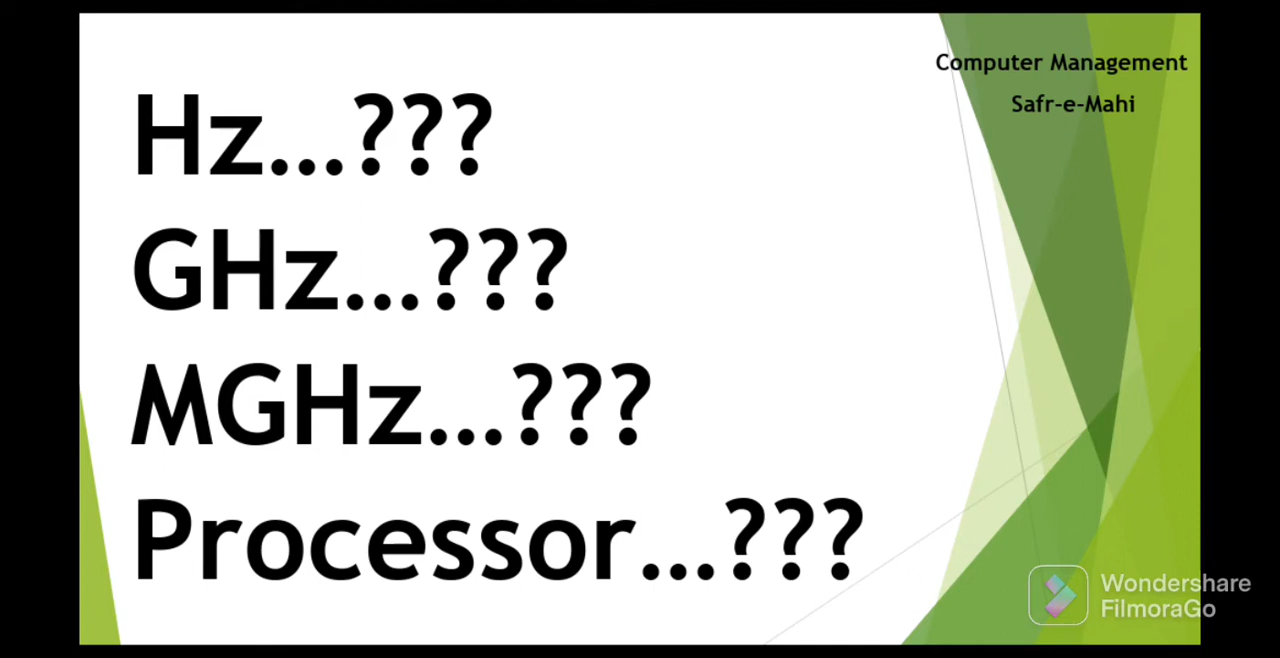 Computer Management
Safr-e-Mahi
Hz...???
GHz...???
MGHz...???
Processor...???
Wondershare
FilmoraGo